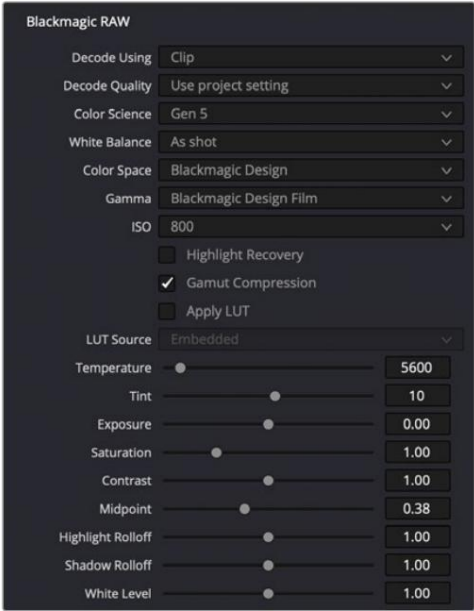 Blackmagic RAW
Decode Using Clip
Decode Quality Use project setting
Color Science Gen 5
White Balance As shot
Color Space Blackmagic Design
Gamma Blackmagic Design Film
ISO 800
Highlight Recovery
Gamut Compression
Apply LUT
LUT Source Embedded
Temperature 5600
Tint 10
Exposure 0.00
Saturation 1.00
Contrast 1.00
Midpoint 0.38
Highlight Rolloff 1.00
Shadow Rolloff 1.00
White Level 1.00